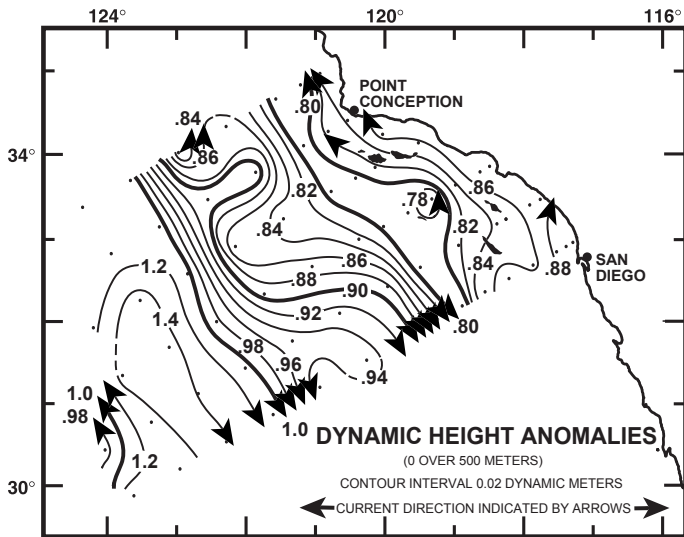 124° 120° 116°
POINT
CONCEPTION
.80
.84
.86
34°
.86
.82
.78
.82
.84
.84
.86
.88
SAN
DIEGO
1.2
.88
.90
.92
.80
1.4
.98
.96
.94
1.0
.98
1.0
1.2
DYNAMIC HEIGHT ANOMALIES
(0 OVER 500 METERS)
CONTOUR INTERVAL 0.02 DYNAMIC METERS
CURRENT DIRECTION INDICATED BY ARROWS
30°